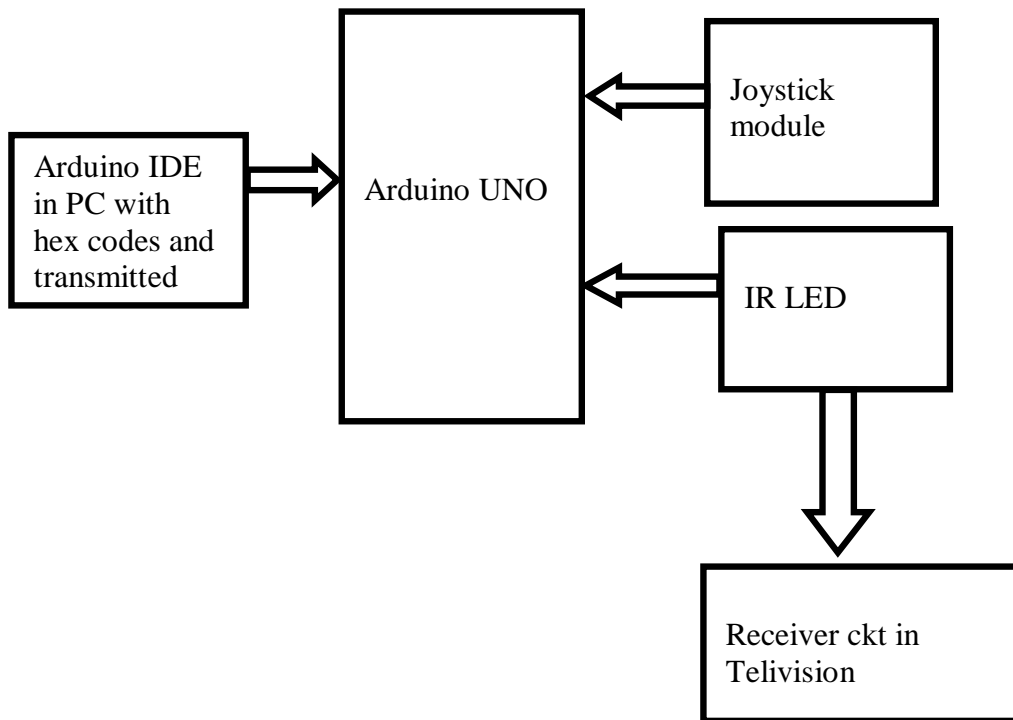 Arduino IDE
in PC with
hex codes and
transmitted
Arduino UNO
Joystick
module
IR LED
Receiver ckt in
Telivision